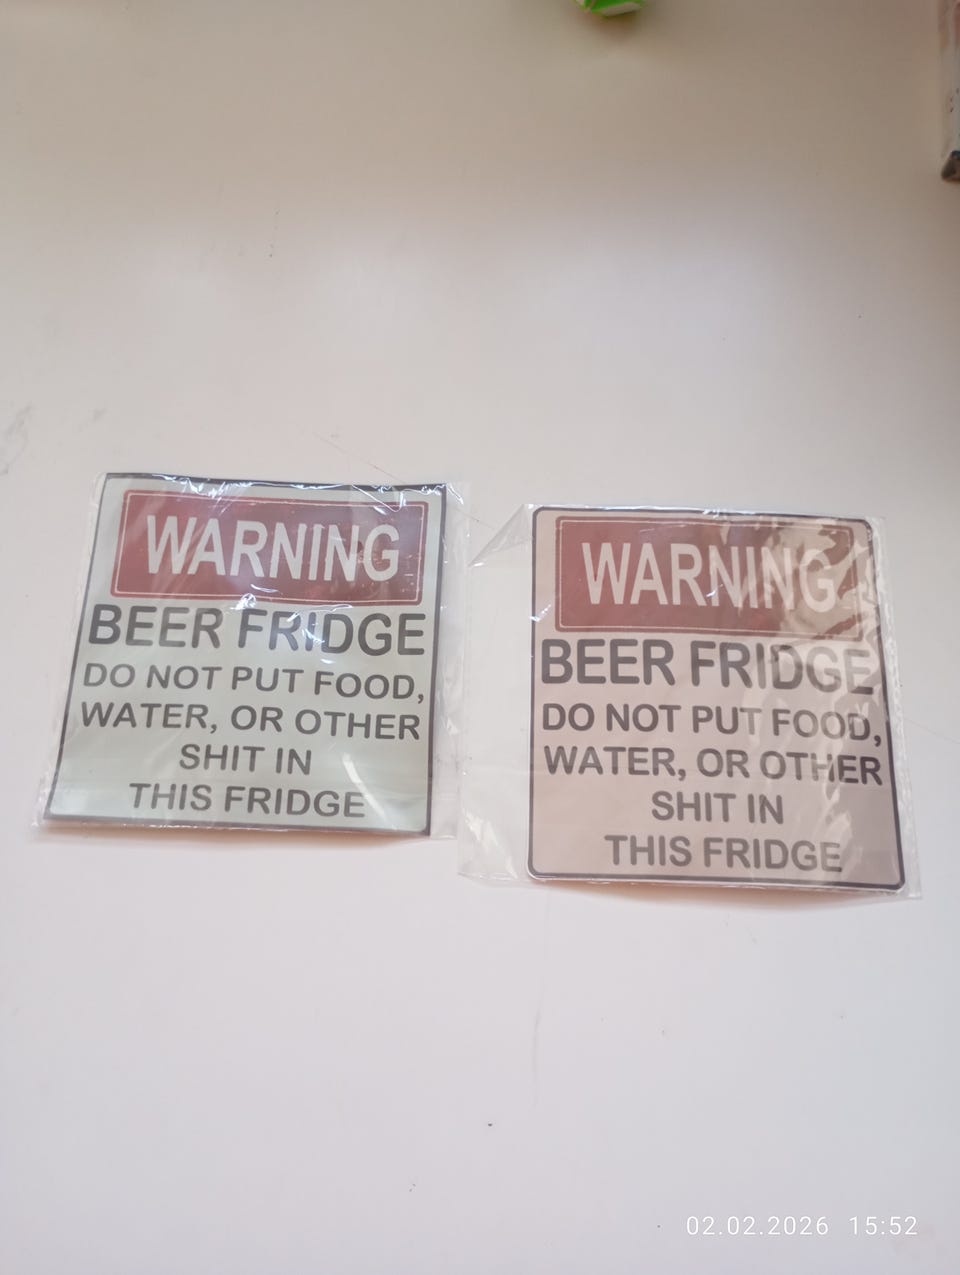 WARNING
BEER FRIDGE
DO NOT PUT FOOD,
WATER, OR OTHER
SHIT IN
THIS FRIDGE
WARNING
BEER FRIDGE
DO NOT PUT FOOD,
WATER, OR OTHER
SHIT IN
THIS FRIDGE
02.02.2026 15:52